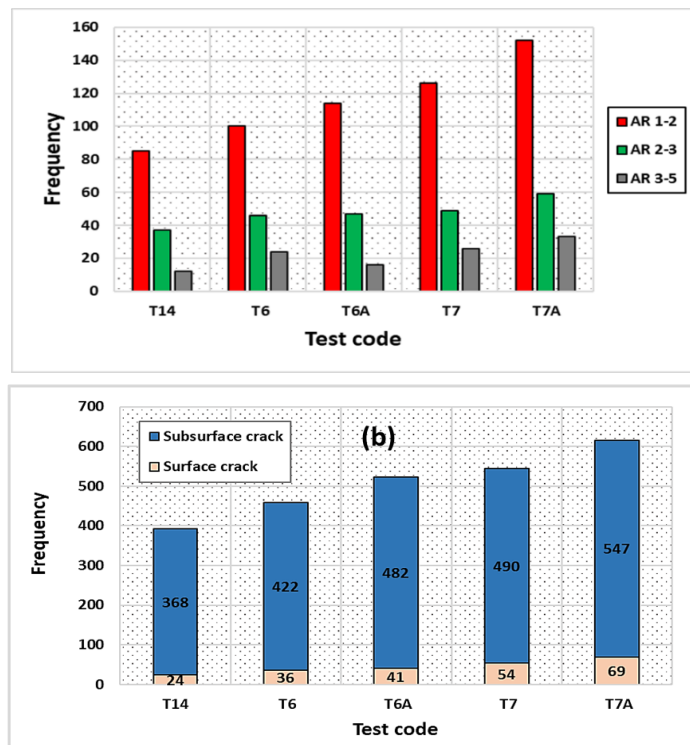 160
140
120
100
80
60
40
20
0
Frequency
T14 T6 T6A T7 T7A
Test code
AR 1-2
AR 2-3
AR 3-5
700
600
500
400
300
200
100
0
Frequency
Subsurface crack
Surface crack
(b)
368 422 482 490 547
24 36 41 54 69
T14 T6 T6A T7 T7A
Test code